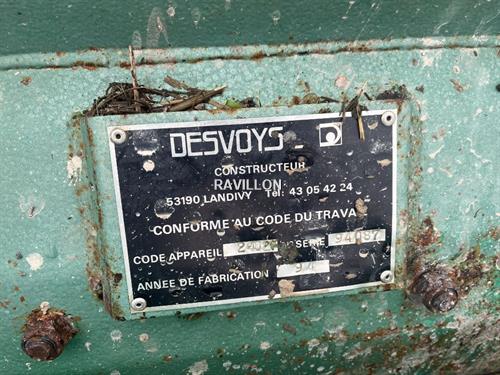 DESVOYS
CONSTRUCTEUR
RAVILLON
53190 LANDIVY Tél: 43 05 42 24
CONFORME AU CODE DU TRAVA
CODE APPAREIL SERIE
ANNEE DE FABRICATION 94